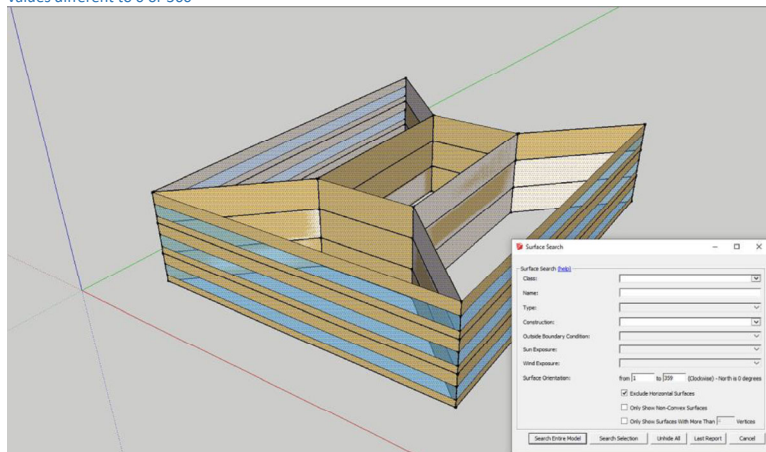 Values different to 0 or 360
Surface Search
Surface Search (help)
Class:
Name:
Type:
Construction:
Outside Boundary Condition:
Sun Exposure:
Wind Exposure:
Surface Orientation: from 1 to 359 (Clockwise) - North is 0 degrees
Exclude Horizontal Surfaces
Only Show Non-Convex Surfaces
Only Show Surfaces With More Than Vertices
Search Entire Model Search Selection Unhide All Last Report Cancel